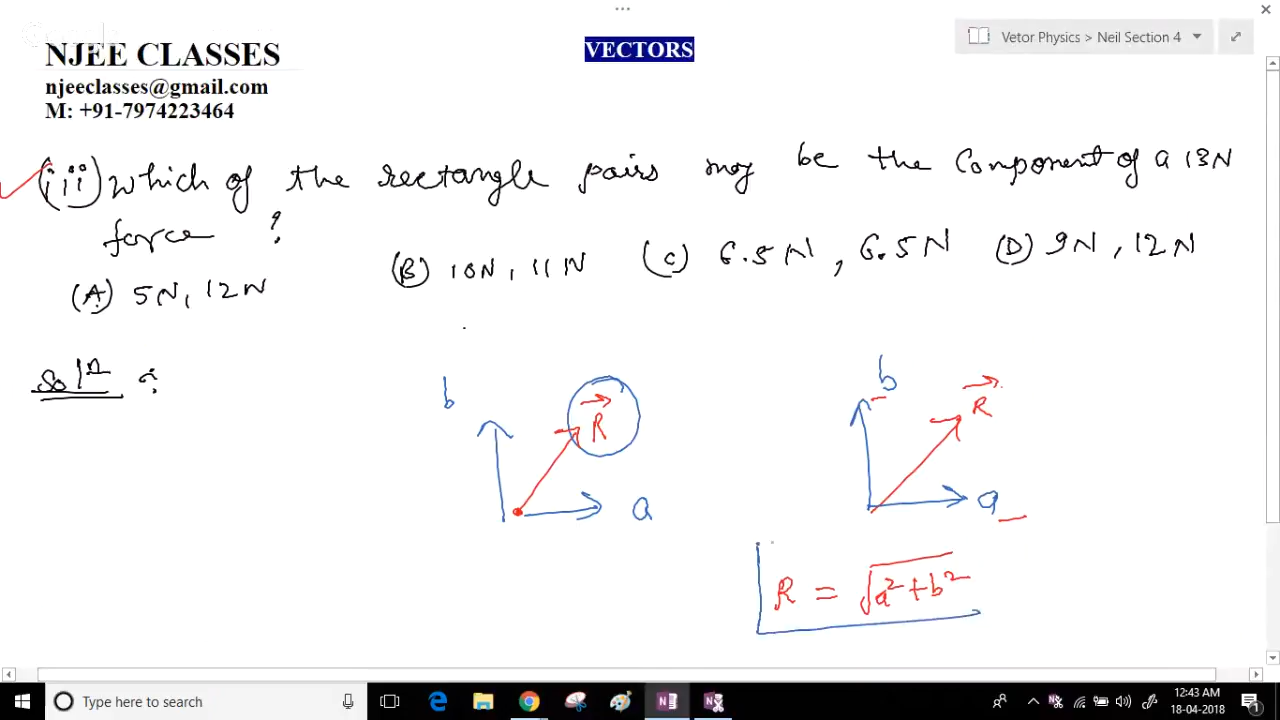 NJEE CLASSES
njeeclasses@gmail.com
M: +91-7974223464
VECTORS
Vetor Physics > Neil Section 4
(iii) which of the rectangle pairs may be the component of a 13N
force ?
(A) 5N, 12N (B) 10N, 11N (C) 6.5N, 6.5N (D) 9N, 12N
Solⁿ :
b
R
a
b
R
a
R = √a²+b²
Type here to search
12:43 AM
18-04-2018